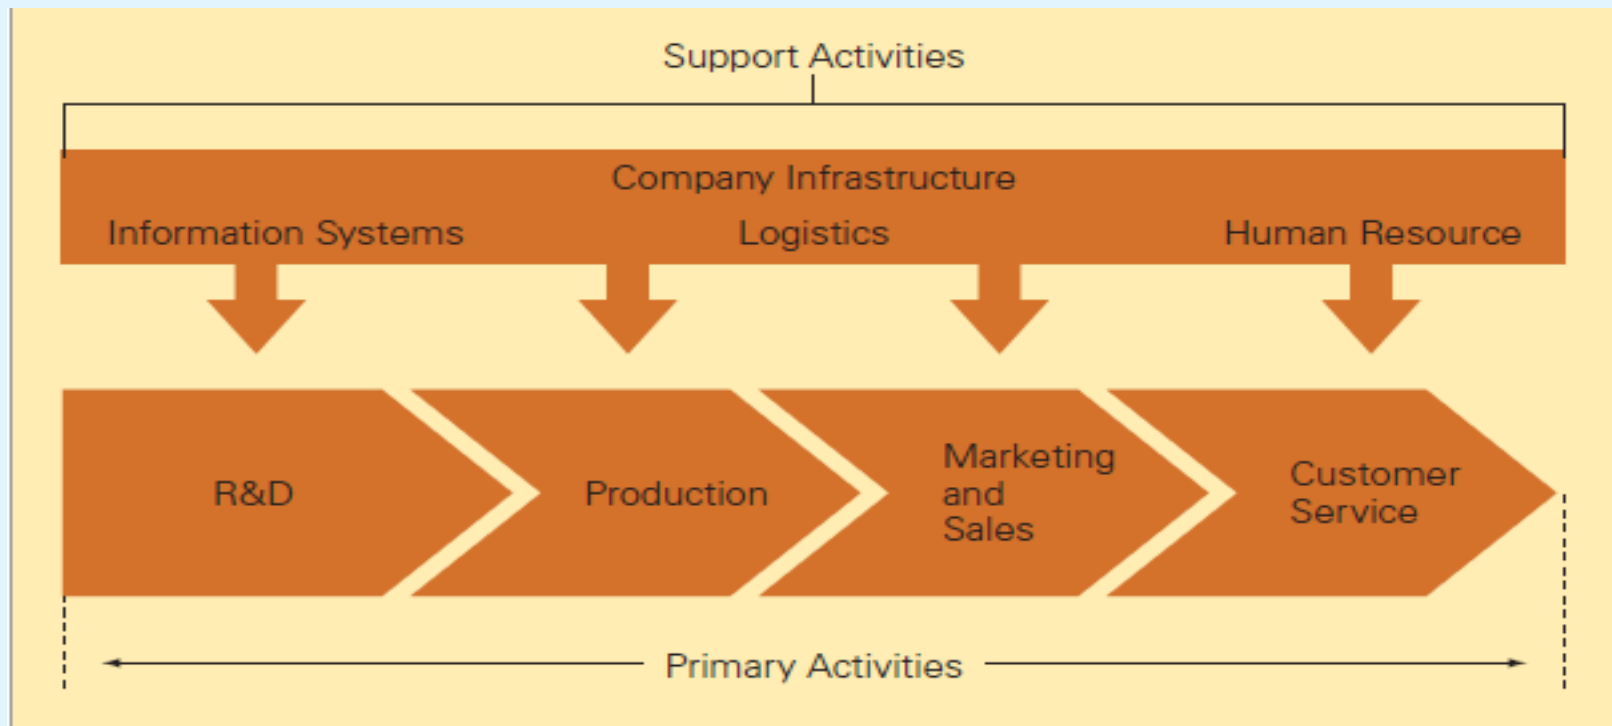 Support Activities
Company Infrastructure
Information Systems Logistics Human Resource
R&D
Production
Marketing
and
Sales
Customer
Service
Primary Activities